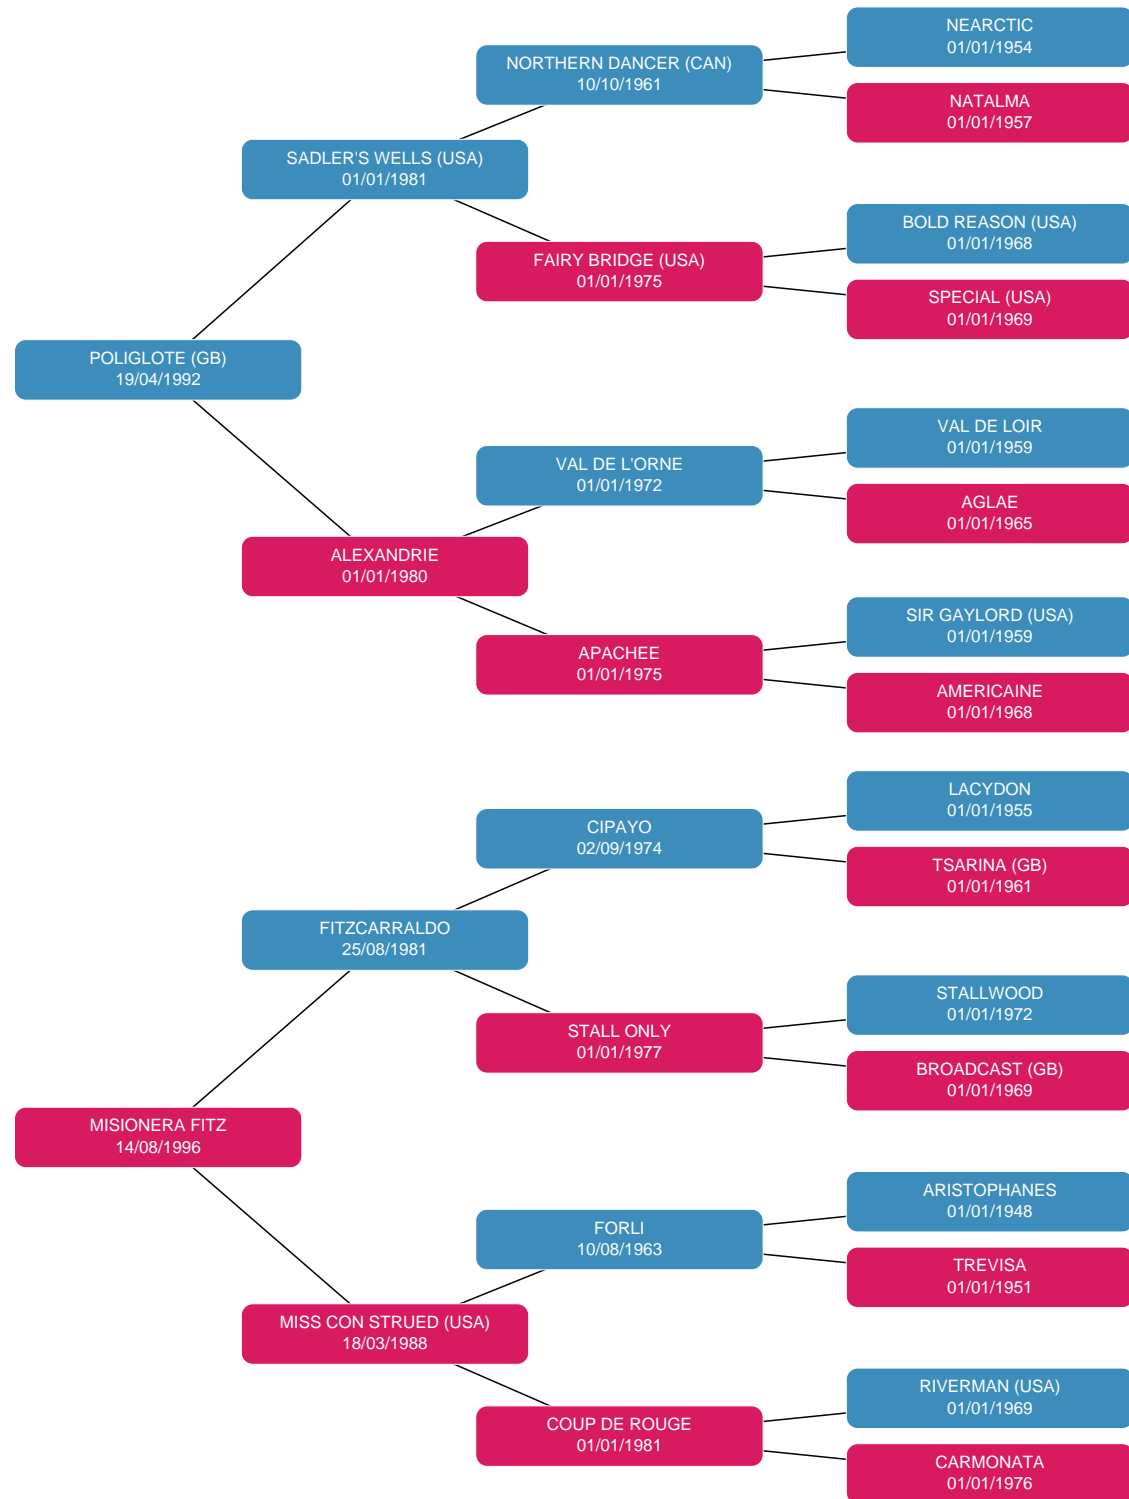 NEARCTIC
01/01/1954
NORTHERN DANCER (CAN)
10/10/1961
NATALMA
01/01/1957
SADLER'S WELLS (USA)
01/01/1981
BOLD REASON (USA)
01/01/1968
FAIRY BRIDGE (USA)
01/01/1975
SPECIAL (USA)
01/01/1969
POLIGLOTE (GB)
19/04/1992
VAL DE LOIR
01/01/1959
VAL DE L'ORNE
01/01/1972
AGLAE
01/01/1965
ALEXANDRIE
01/01/1980
SIR GAYLORD (USA)
01/01/1959
APACHEE
01/01/1975
AMERICAINE
01/01/1968
LACYDON
01/01/1955
CIPAYO
02/09/1974
TSARINA (GB)
01/01/1961
FITZCARRALDO
25/08/1981
STALLWOOD
01/01/1972
STALL ONLY
01/01/1977
BROADCAST (GB)
01/01/1969
MISIONERA FITZ
14/08/1996
ARISTOPHANES
01/01/1948
FORLI
10/08/1963
TREVISA
01/01/1951
MISS CON STRUED (USA)
18/03/1988
RIVERMAN (USA)
01/01/1969
COUP DE ROUGE
01/01/1981
CARMONATA
01/01/1976